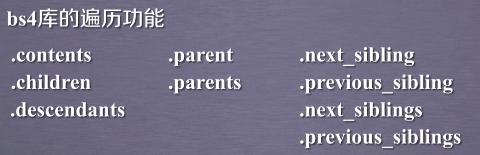 bs4库的遍历功能
.contents .parent .next_sibling
.children .parents .previous_sibling
.descendants .next_siblings
.previous_siblings